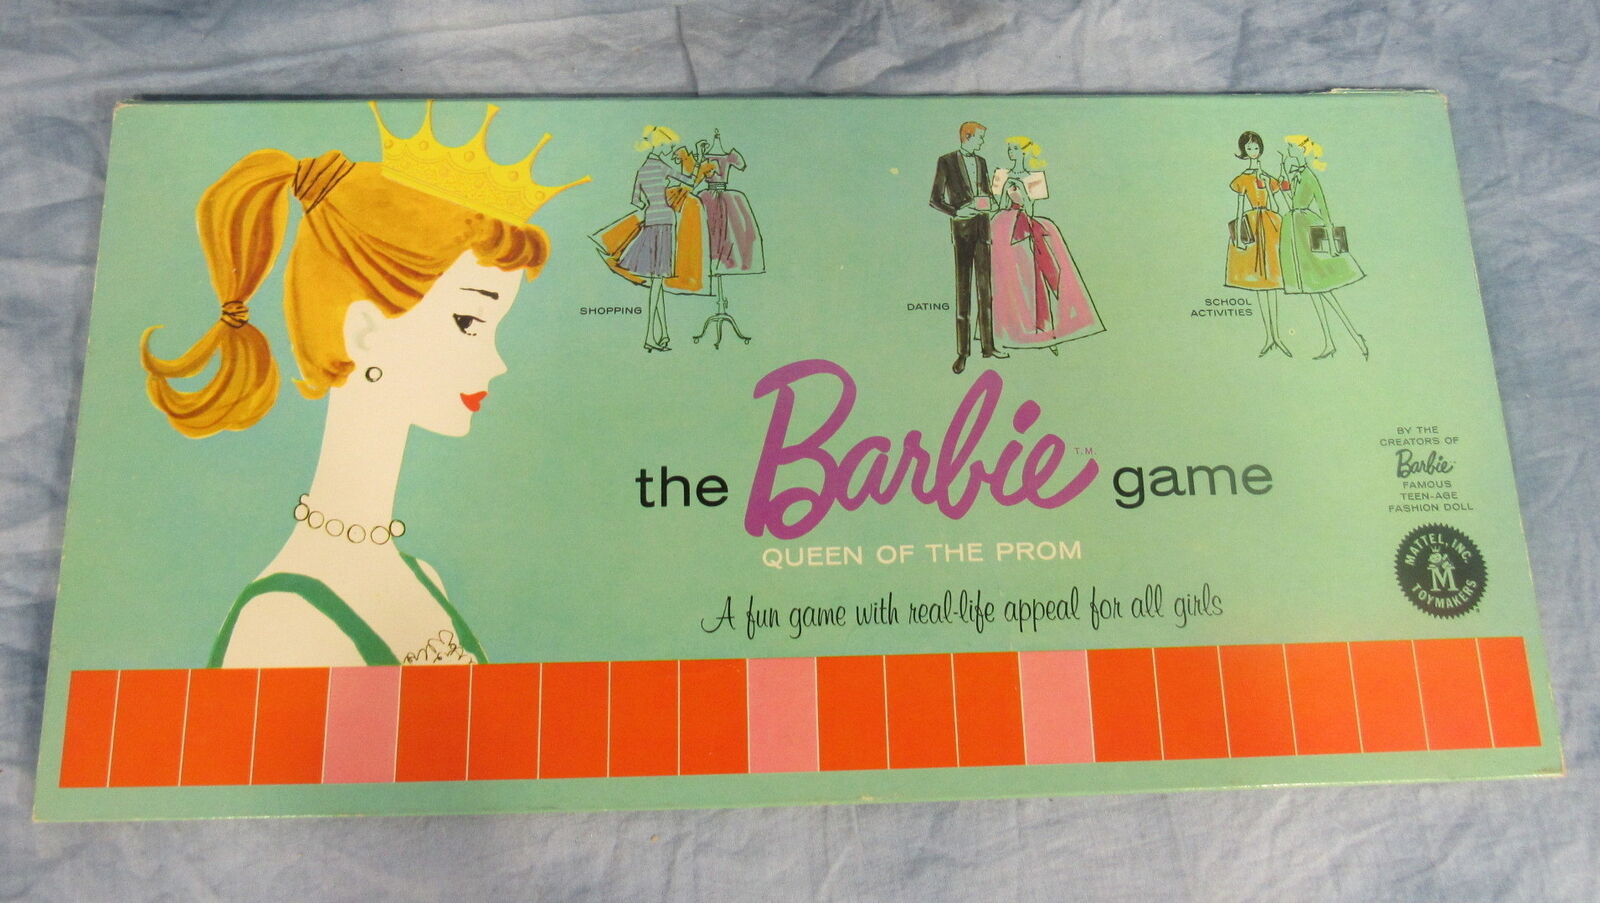 SHOPPING
DATING
SCHOOL
ACTIVITIES
the Barbie T.M. game
QUEEN OF THE PROM
A fun game with real-life appeal for all girls
BY THE
CREATORS OF
Barbie
FAMOUS
TEEN-AGE
FASHION DOLL
MATTEL, INC.
M
TOYMAKERS